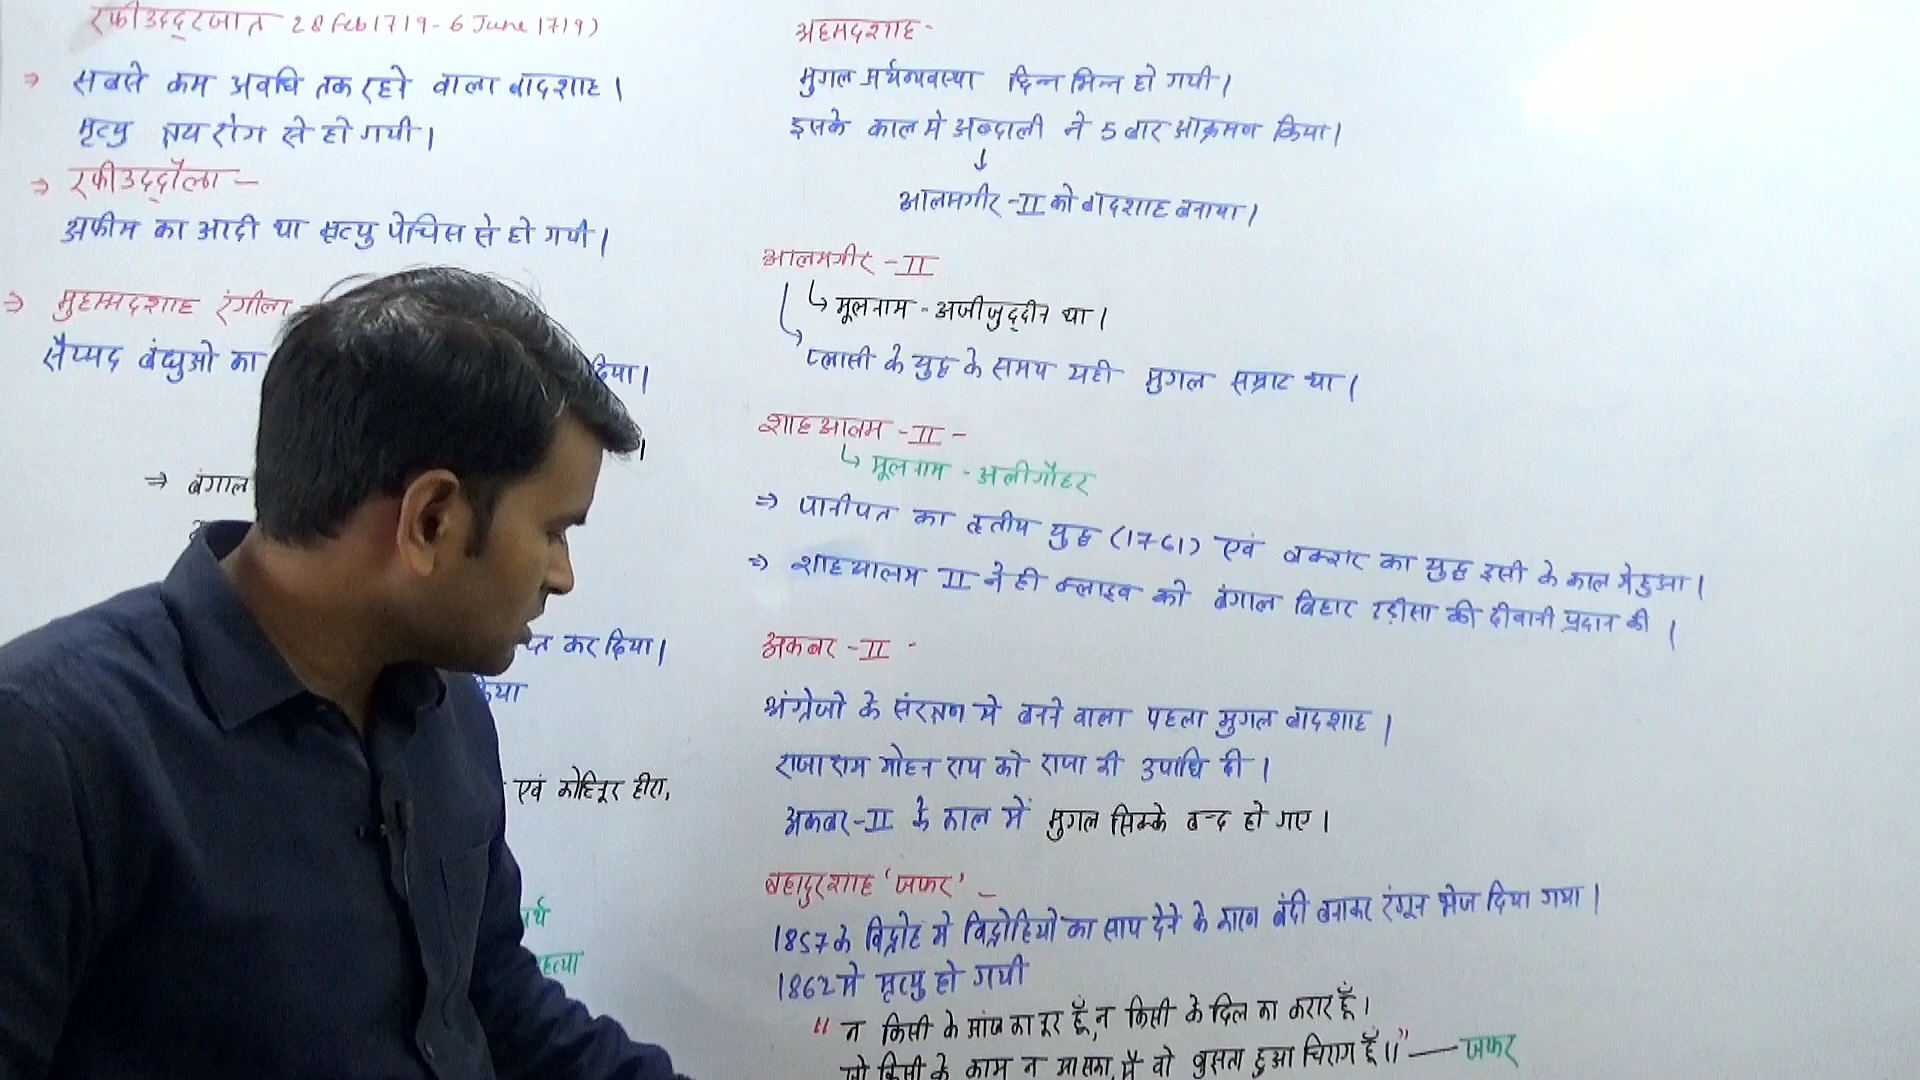 रफीउद्दरजात 28 Feb 1719 - 6 June 1719)
⇒ सबसे कम अवधि तक रहने वाला बादशाह।
मृत्यु क्षय रोग से हो गयी।
⇒ रफीउद्दौला –
अफीम का आदी था मृत्यु पेचिस से हो गयी।
⇒ मुहम्मदशाह रंगीला
सैय्यद बंधुओ का दिया।
⇒ बंगाल
कर दिया।
एवं कोहिनूर हीरा,
हत्या
अहमदशाह -
मुगल अर्थव्यवस्था छिन्न भिन्न हो गयी।
इसके काल मे अब्दाली ने 5 बार आक्रमण किया।
↓
आलमगीर - II को बादशाह बनाया।
आलमगीर - II
↳ मूलनाम - अजीजुद्दीन था।
प्लासी के युद्ध के समय यही मुगल सम्राट था।
शाहआलम - II -
↳ मूलनाम - अलीगौहर
⇒ पानीपत का तृतीय युद्ध (1761) एवं बक्सर का युद्ध इसी के काल मे हुआ।
⇒ शाहआलम II ने ही क्लाइव को बंगाल बिहार उड़ीसा की दीवानी प्रदान की।
अकबर - II -
अंग्रेजो के संरक्षण मे बनने वाला पहला मुगल बादशाह।
राजाराम मोहन राय को राजा की उपाधि दी।
अकबर-II के काल में मुगल सिक्के बन्द हो गए।
बहादुरशाह 'जफर' –
1857 के विद्रोह मे विद्रोहियो का साथ देने के कारण बंदी बनाकर रंगून भेज दिया गया।
1862 मे मृत्यु हो गयी
" न किसी के आंख का नूर हूँ, न किसी के दिल का करार हूँ।
जो किसी के काम न आ सका, मै वो बुझता हुआ चिराग हूँ।।" — जफर